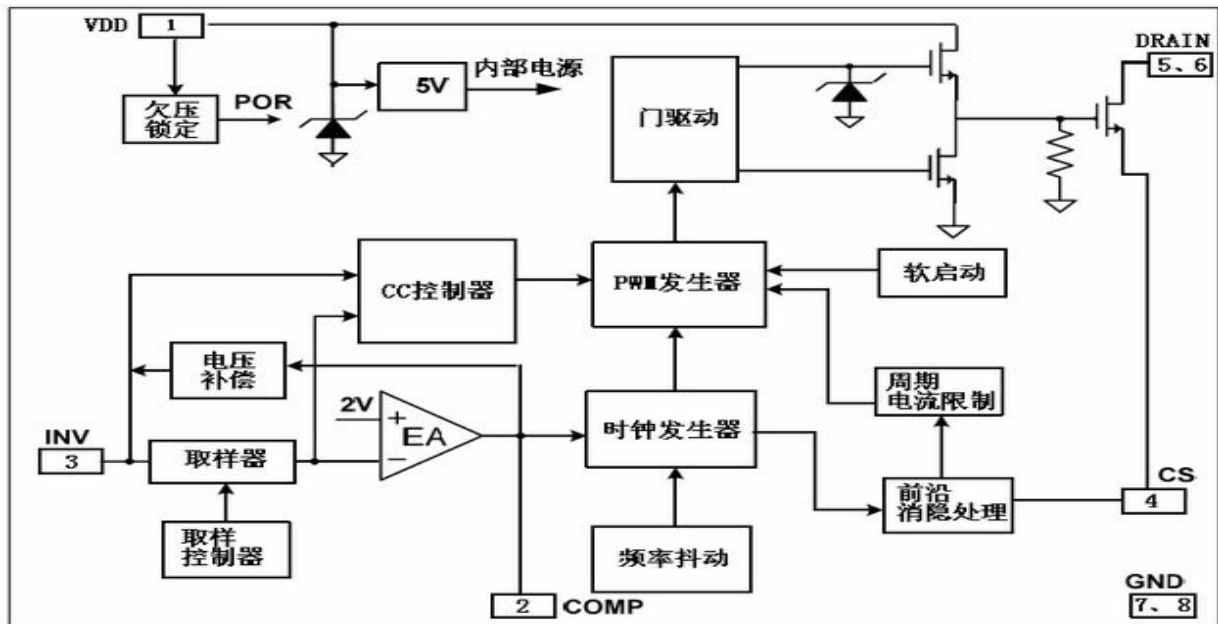 VDD
1
欠压
锁定
POR
5V
内部电源
门驱动
DRAIN
5、6
CC控制器
PWM发生器
软启动
电压
补偿
2V
+
EA
−
时钟发生器
周期
电流限制
INV
3
取样器
取样
控制器
频率抖动
前沿
消隐处理
CS
4
2
COMP
GND
7、8